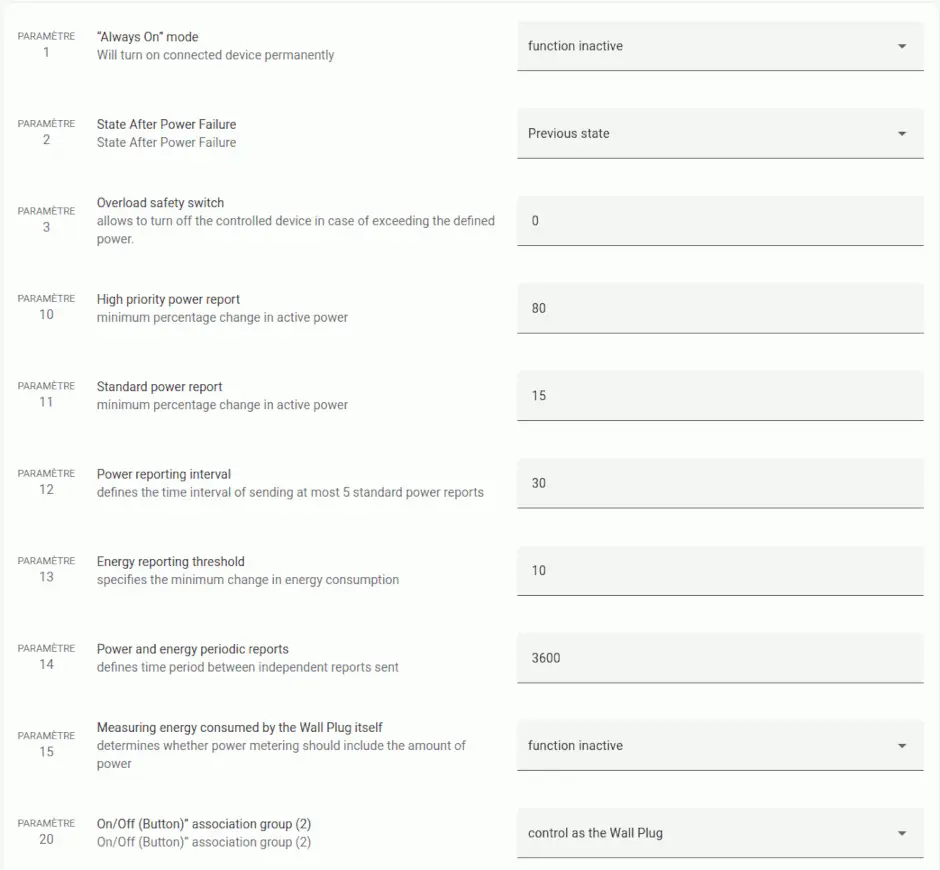 PARAMÈTRE
1
“Always On” mode
Will turn on connected device permanently
function inactive
PARAMÈTRE
2
State After Power Failure
State After Power Failure
Previous state
PARAMÈTRE
3
Overload safety switch
allows to turn off the controlled device in case of exceeding the defined
power.
0
PARAMÈTRE
10
High priority power report
minimum percentage change in active power
80
PARAMÈTRE
11
Standard power report
minimum percentage change in active power
15
PARAMÈTRE
12
Power reporting interval
defines the time interval of sending at most 5 standard power reports
30
PARAMÈTRE
13
Energy reporting threshold
specifies the minimum change in energy consumption
10
PARAMÈTRE
14
Power and energy periodic reports
defines time period between independent reports sent
3600
PARAMÈTRE
15
Measuring energy consumed by the Wall Plug itself
determines whether power metering should include the amount of
power
function inactive
PARAMÈTRE
20
On/Off (Button)” association group (2)
On/Off (Button)” association group (2)
control as the Wall Plug